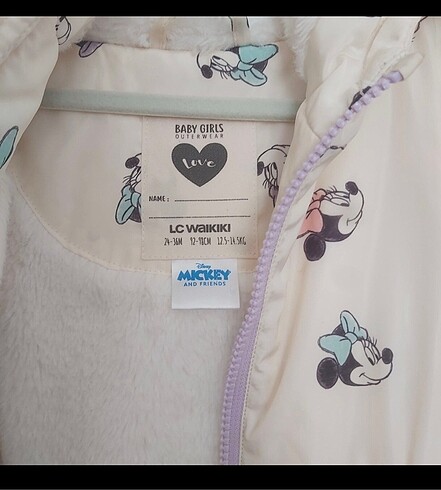 BABY GIRLS
OUTERWEAR
Love
NAME:
LC WAIKIKI
24-36M 92-98CM 12.5-14.5KG
Disney
MICKEY
AND FRIENDS